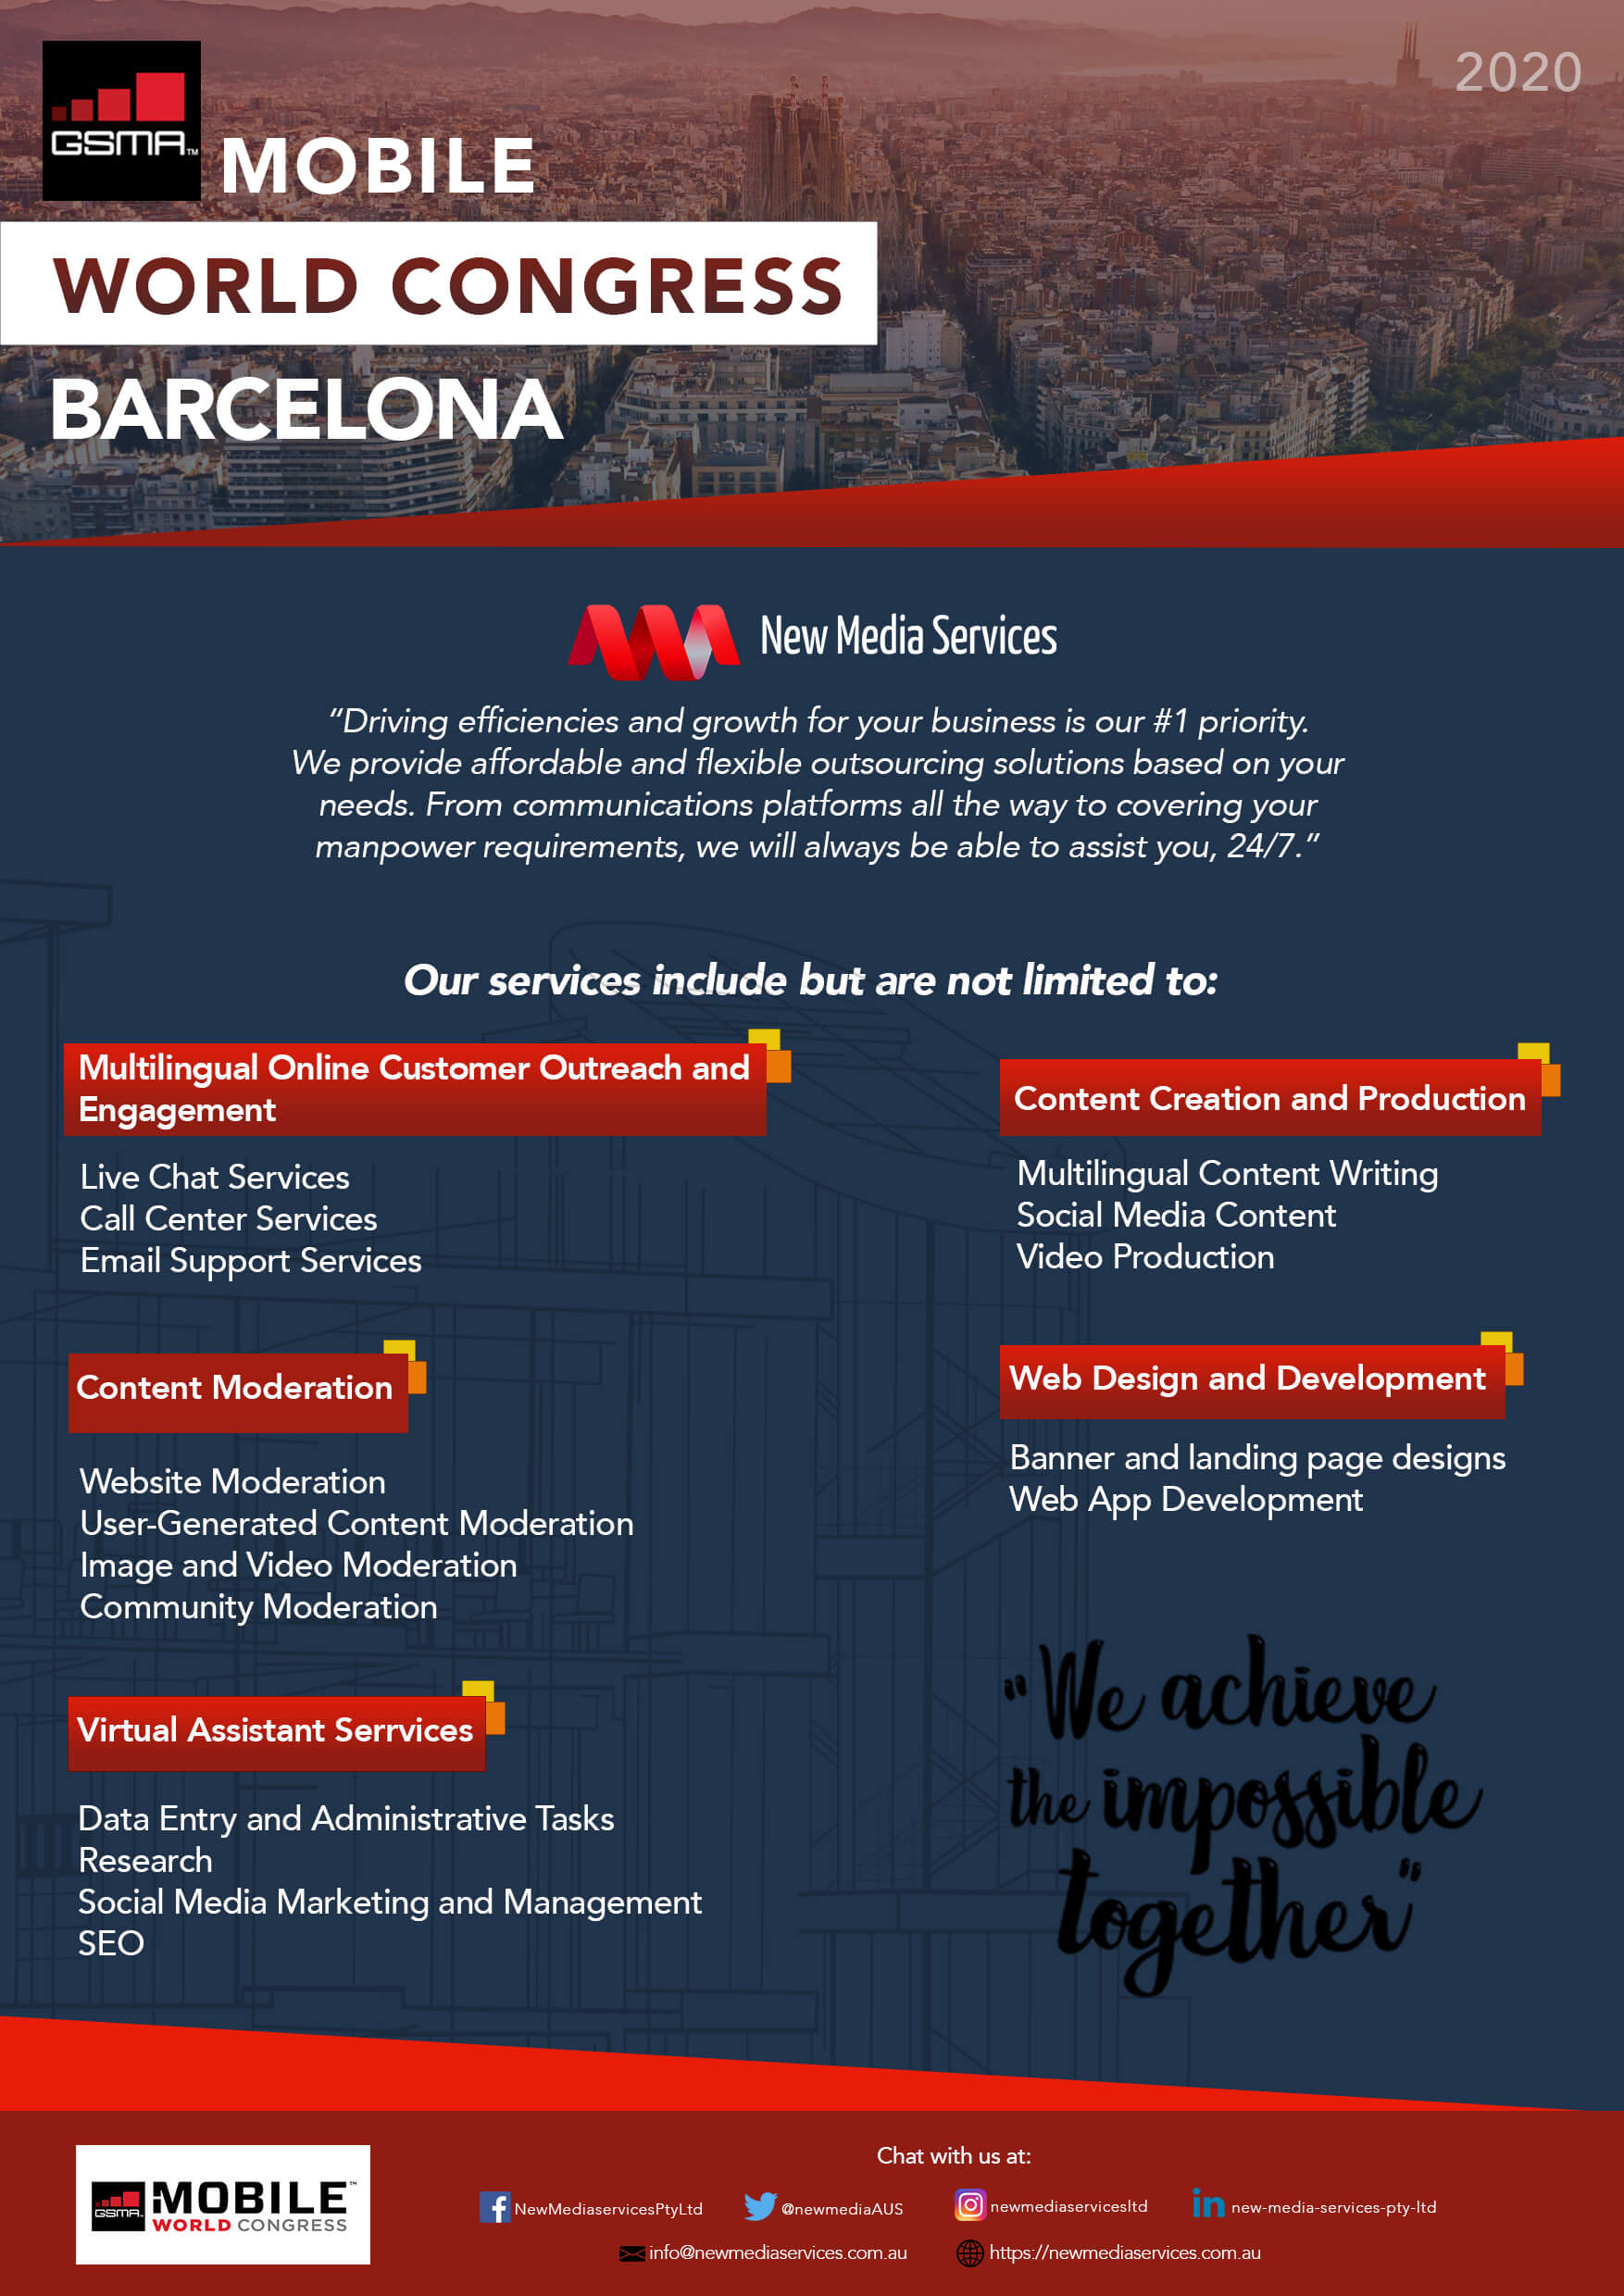 2020
GSMA™
MOBILE
WORLD CONGRESS
BARCELONA
New Media Services
“Driving efficiencies and growth for your business is our #1 priority.
We provide affordable and flexible outsourcing solutions based on your
needs. From communications platforms all the way to covering your
manpower requirements, we will always be able to assist you, 24/7.”
Our services include but are not limited to:
Multilingual Online Customer Outreach and
Engagement
Live Chat Services
Call Center Services
Email Support Services
Content Moderation
Website Moderation
User-Generated Content Moderation
Image and Video Moderation
Community Moderation
Virtual Assistant Serrvices
Data Entry and Administrative Tasks
Research
Social Media Marketing and Management
SEO
Content Creation and Production
Multilingual Content Writing
Social Media Content
Video Production
Web Design and Development
Banner and landing page designs
Web App Development
“We achieve
the impossible
together”
GSMA
MOBILE™
WORLD CONGRESS
Chat with us at:
NewMediaservicesPtyLtd
@newmediaAUS
newmediaservicesltd
new-media-services-pty-ltd
info@newmediaservices.com.au
https://newmediaservices.com.au